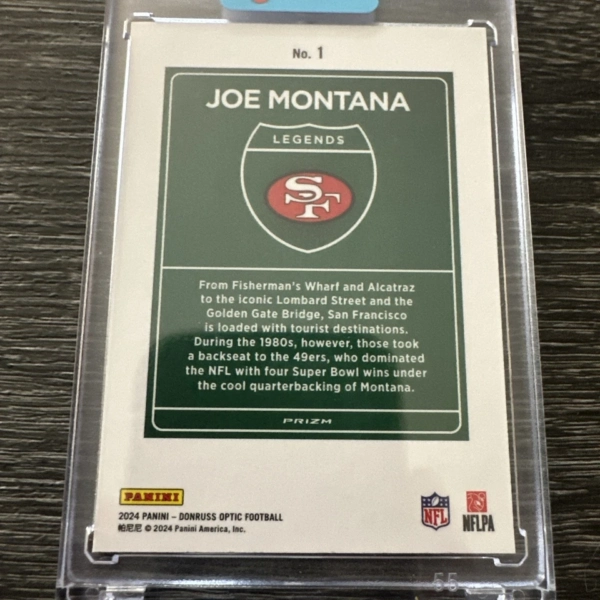 No. 1
JOE MONTANA
LEGENDS
SF
From Fisherman's Wharf and Alcatraz
to the iconic Lombard Street and the
Golden Gate Bridge, San Francisco
is loaded with tourist destinations.
During the 1980s, however, those took
a backseat to the 49ers, who dominated
the NFL with four Super Bowl wins under
the cool quarterbacking of Montana.
PRIZM
PANINI
2024 PANINI – DONRUSS OPTIC FOOTBALL
帕尼尼 © 2024 Panini America, Inc.
NFL
NFLPA
55